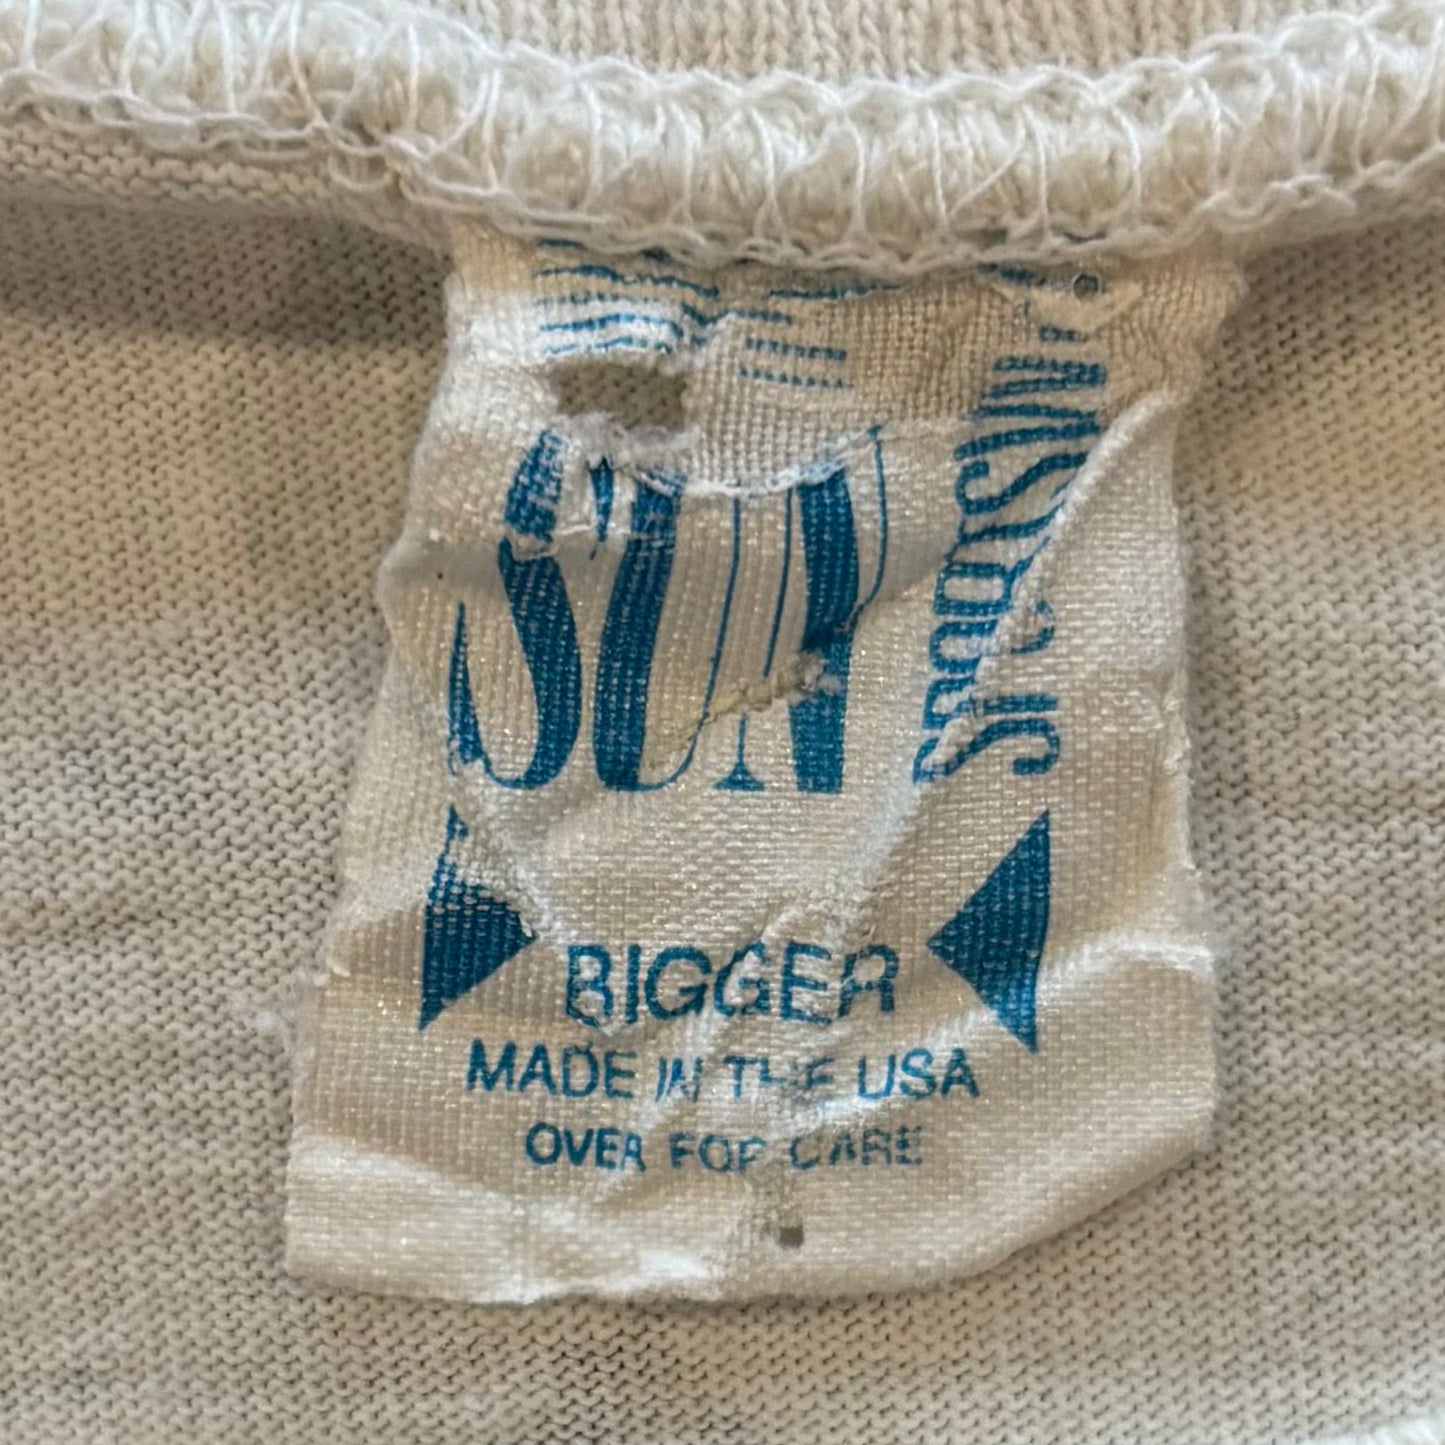 SUN
SPORTSWEAR
BIGGER
MADE IN THE USA
OVER FOR CARE